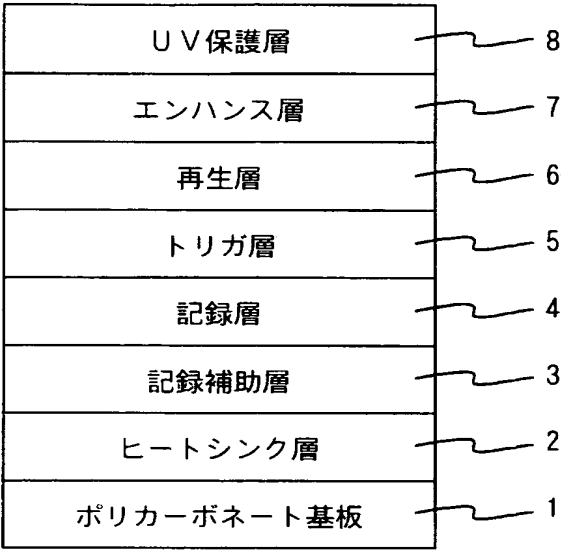 UV保護層 8
エンハンス層 7
再生層 6
トリガ層 5
記録層 4
記録補助層 3
ヒートシンク層 2
ポリカーボネート基板 1